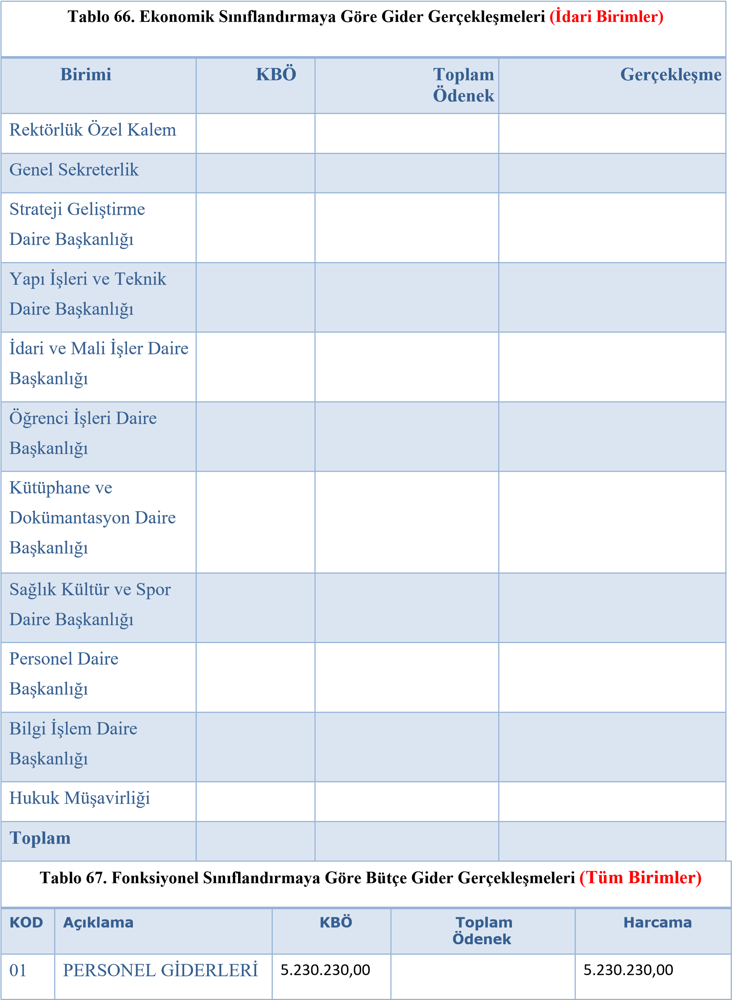 Tablo 66. Ekonomik Sınıflandırmaya Göre Gider Gerçekleşmeleri (İdari Birimler)
Birimi KBÖ Toplam Gerçekleşme
Ödenek
Rektörlük Özel Kalem
Genel Sekreterlik
Strateji Geliştirme
Daire Başkanlığı
Yapı İşleri ve Teknik
Daire Başkanlığı
İdari ve Mali İşler Daire
Başkanlığı
Öğrenci İşleri Daire
Başkanlığı
Kütüphane ve
Dokümantasyon Daire
Başkanlığı
Sağlık Kültür ve Spor
Daire Başkanlığı
Personel Daire
Başkanlığı
Bilgi İşlem Daire
Başkanlığı
Hukuk Müşavirliği
Toplam
Tablo 67. Fonksiyonel Sınıflandırmaya Göre Bütçe Gider Gerçekleşmeleri (Tüm Birimler)
KOD Açıklama KBÖ Toplam Harcama
Ödenek
01 PERSONEL GİDERLERİ 5.230.230,00 5.230.230,00